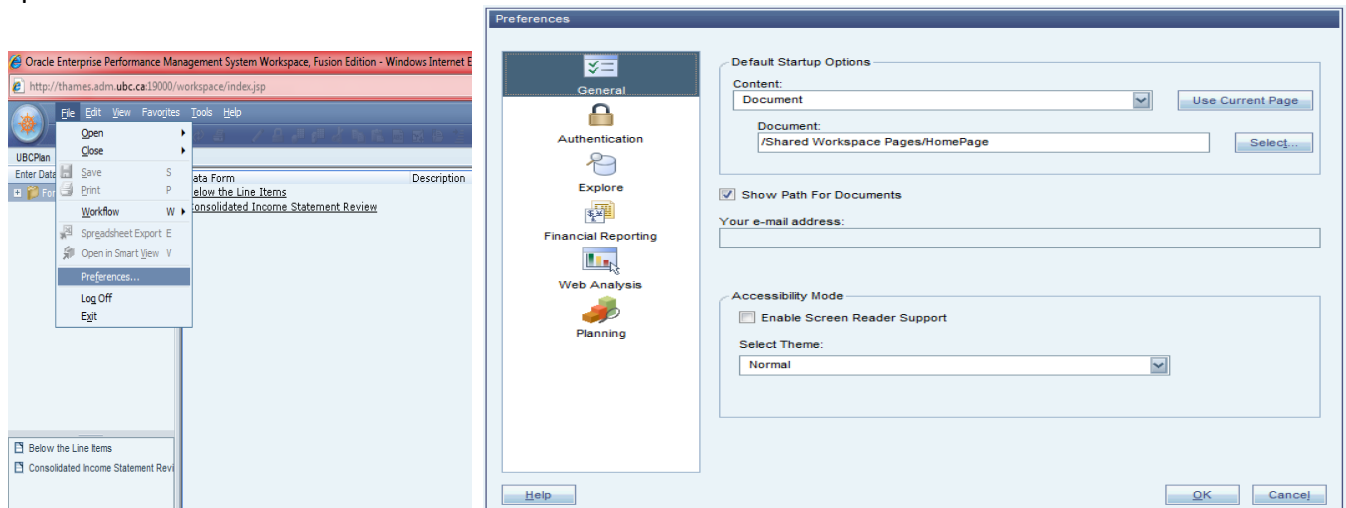 Oracle Enterprise Performance Management System Workspace, Fusion Edition - Windows Internet E
http://thames.adm.ubc.ca:19000/workspace/index.jsp
File Edit View Favorites Tools Help
Open
Close
Save S
Print P
Workflow W
Spreadsheet Export E
Open in Smart View V
Preferences...
Log Off
Exit
UBCPlan
Enter Data
For
ata Form Description
elow the Line Items
onsolidated Income Statement Review
Below the Line Items
Consolidated Income Statement Revi
Preferences
General
Authentication
Explore
Financial Reporting
Web Analysis
Planning
Default Startup Options
Content:
Document Use Current Page
Document:
/Shared Workspace Pages/HomePage Select...
Show Path For Documents
Your e-mail address:
Accessibility Mode
Enable Screen Reader Support
Select Theme:
Normal
Help OK Cancel